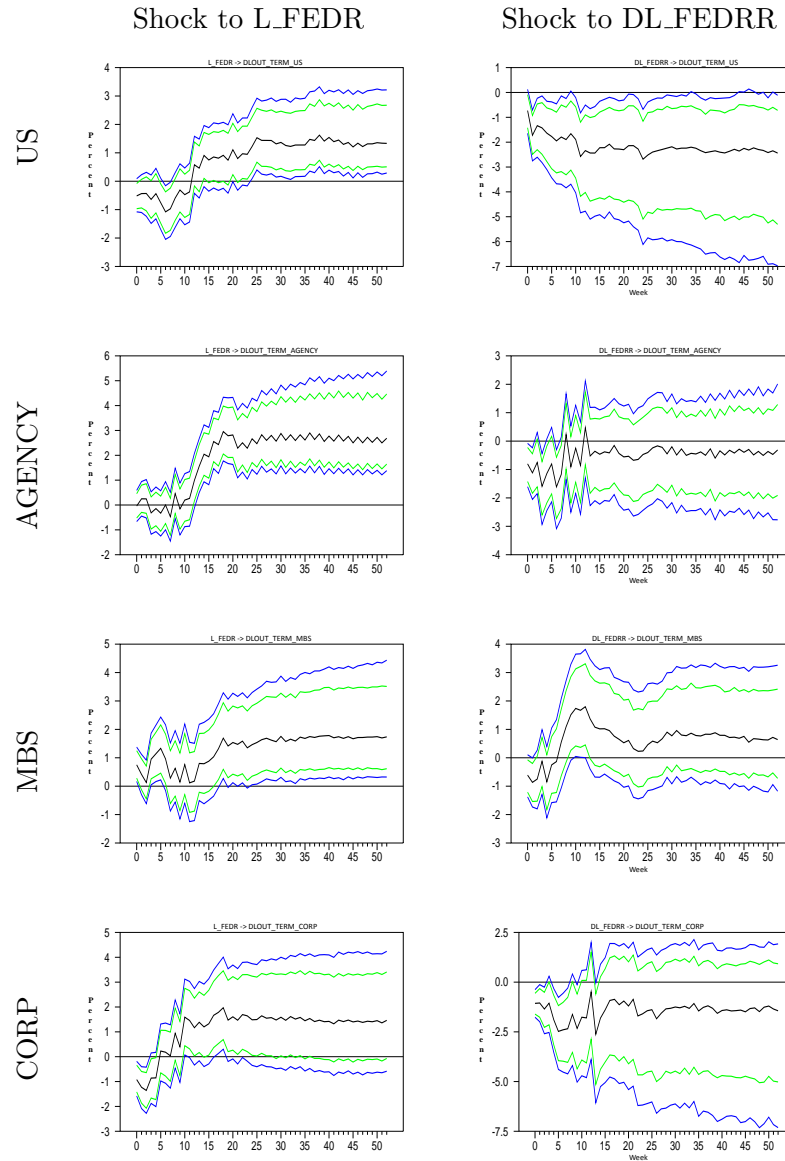 Shock to L_FEDR
Shock to DL_FEDRR
US
L_FEDR -> DLOUT_TERM_US
Percent
4
3
2
1
0
-1
-2
-3
0 5 10 15 20 25 30 35 40 45 50
DL_FEDRR -> DLOUT_TERM_US
Percent
1
0
-1
-2
-3
-4
-5
-6
-7
0 5 10 15 20 25 30 35 40 45 50
Week
AGENCY
L_FEDR -> DLOUT_TERM_AGENCY
Percent
6
5
4
3
2
1
0
-1
-2
0 5 10 15 20 25 30 35 40 45 50
DL_FEDRR -> DLOUT_TERM_AGENCY
Percent
3
2
1
0
-1
-2
-3
-4
0 5 10 15 20 25 30 35 40 45 50
Week
MBS
L_FEDR -> DLOUT_TERM_MBS
Percent
5
4
3
2
1
0
-1
-2
0 5 10 15 20 25 30 35 40 45 50
DL_FEDRR -> DLOUT_TERM_MBS
Percent
4
3
2
1
0
-1
-2
-3
0 5 10 15 20 25 30 35 40 45 50
Week
CORP
L_FEDR -> DLOUT_TERM_CORP
Percent
5
4
3
2
1
0
-1
-2
-3
0 5 10 15 20 25 30 35 40 45 50
DL_FEDRR -> DLOUT_TERM_CORP
Percent
2.5
0.0
-2.5
-5.0
-7.5
0 5 10 15 20 25 30 35 40 45 50
Week